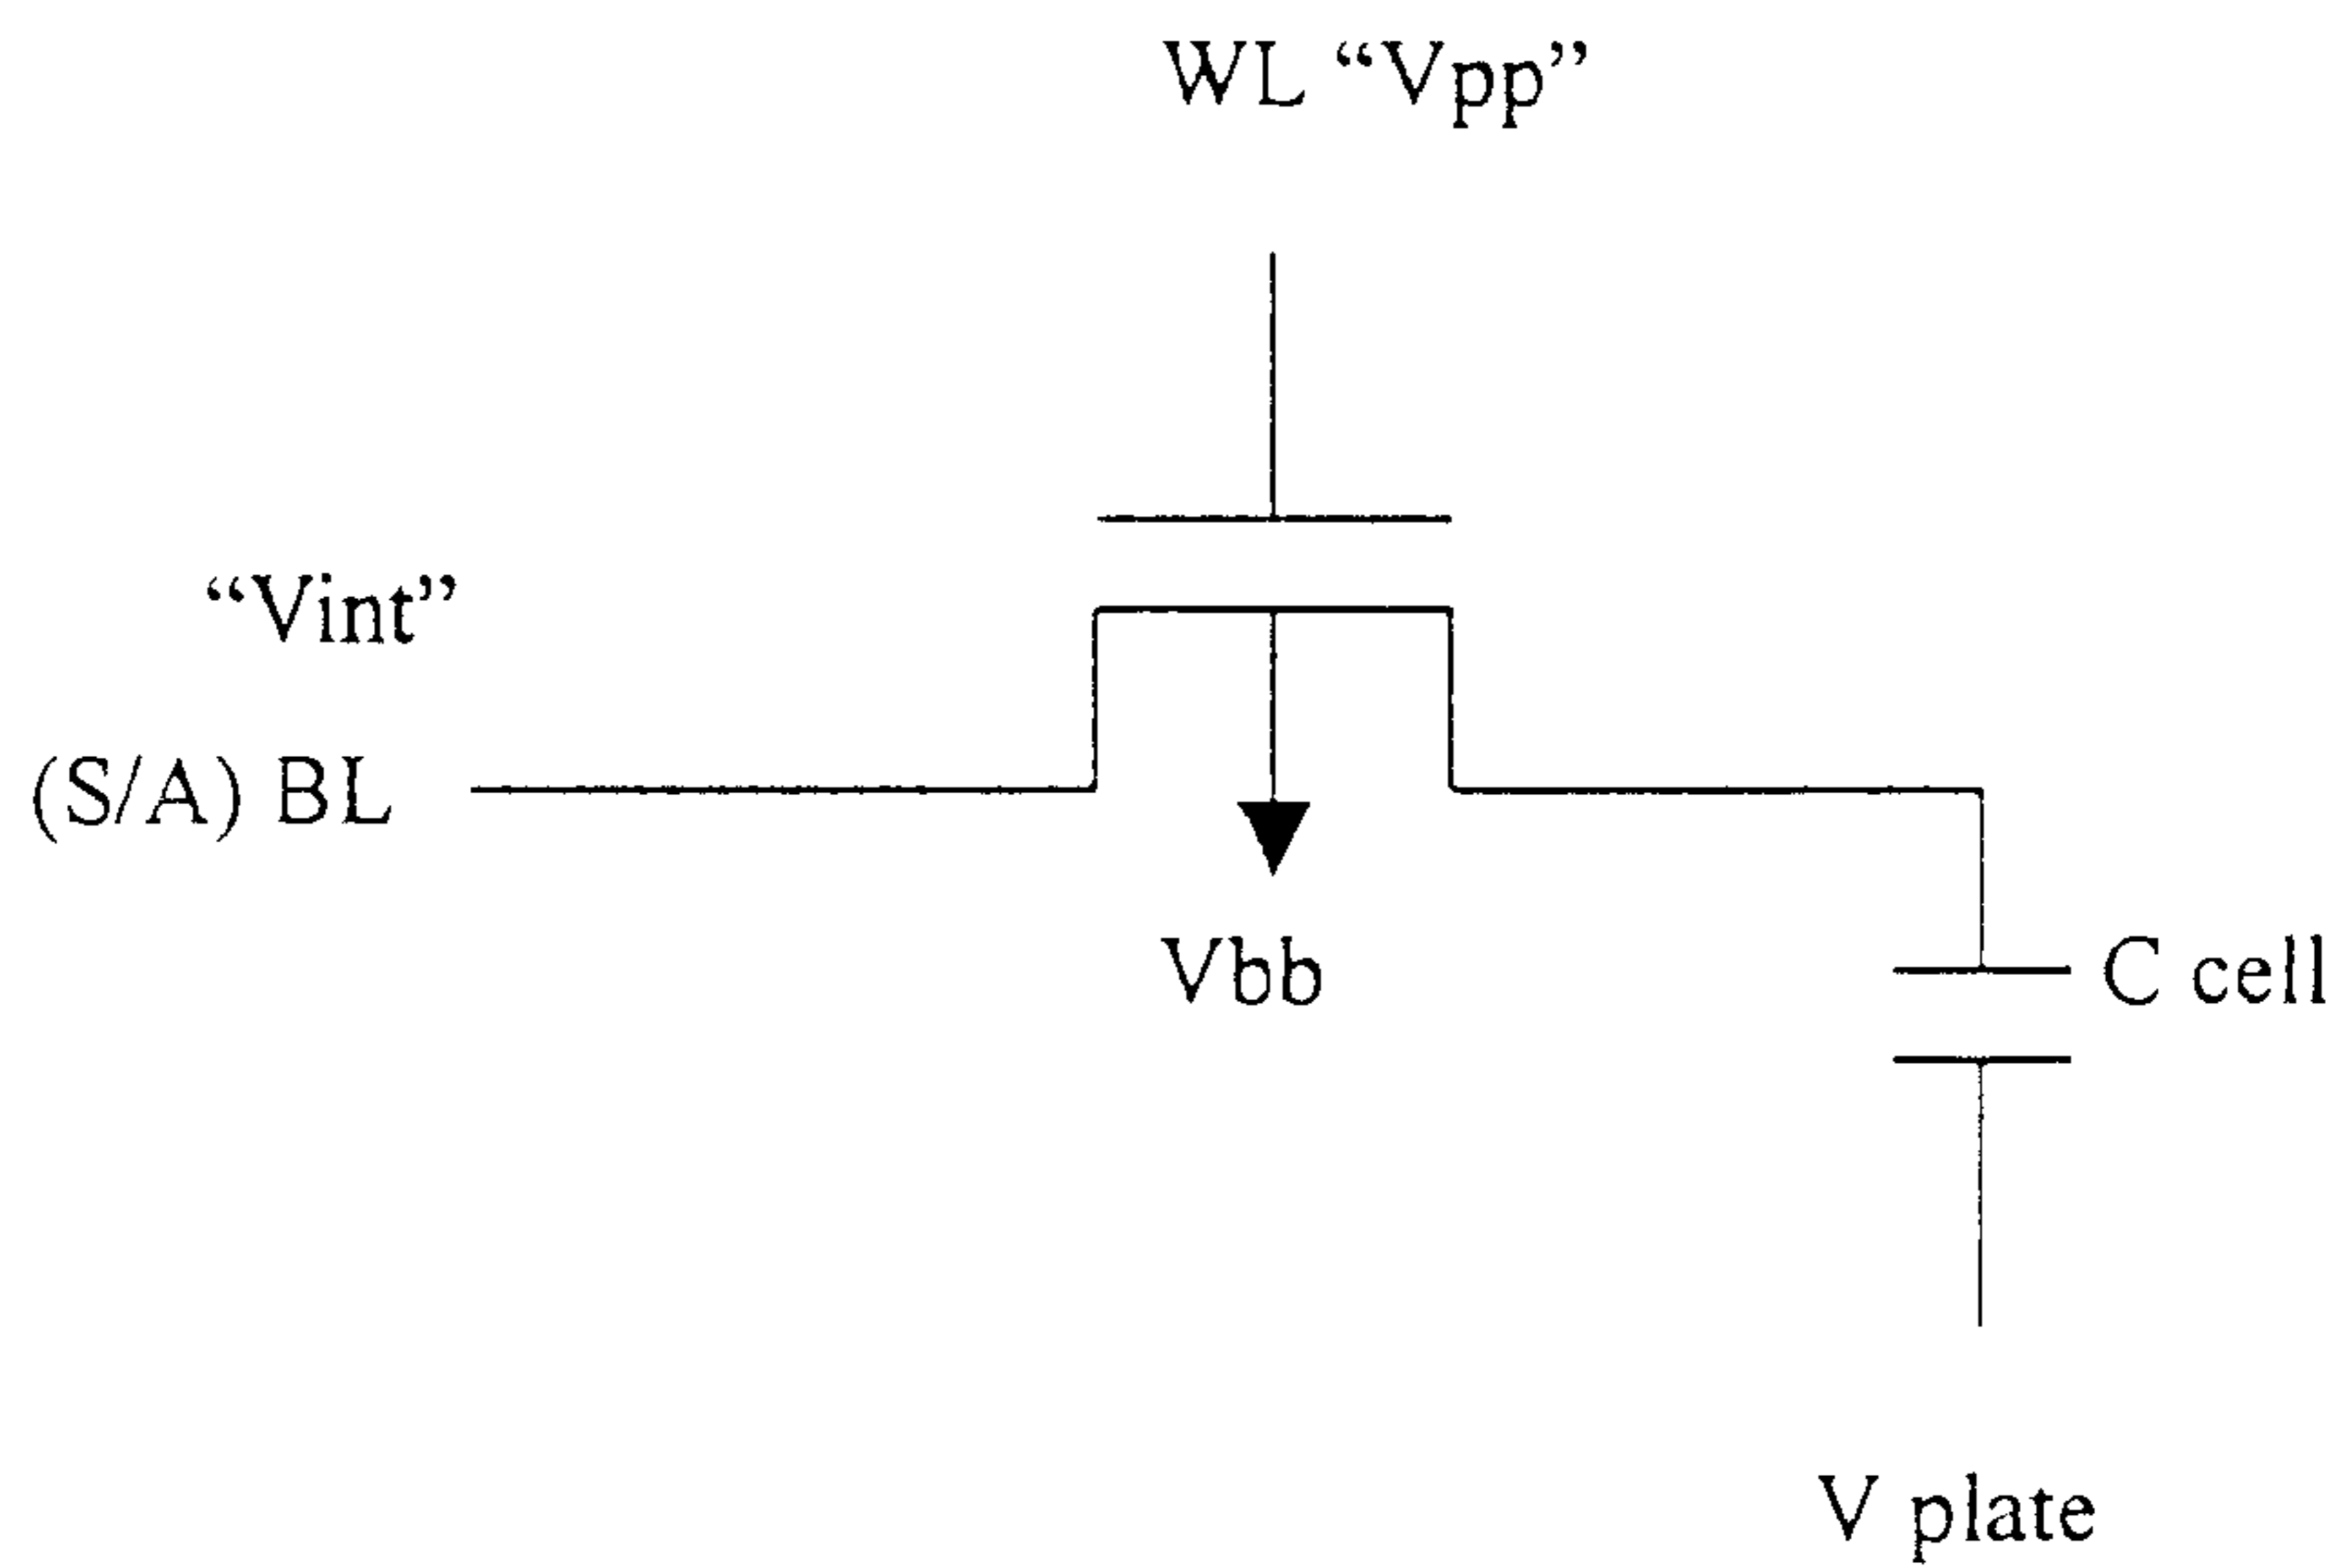 WL “Vpp”
“Vint”
(S/A) BL
Vbb
C cell
V plate